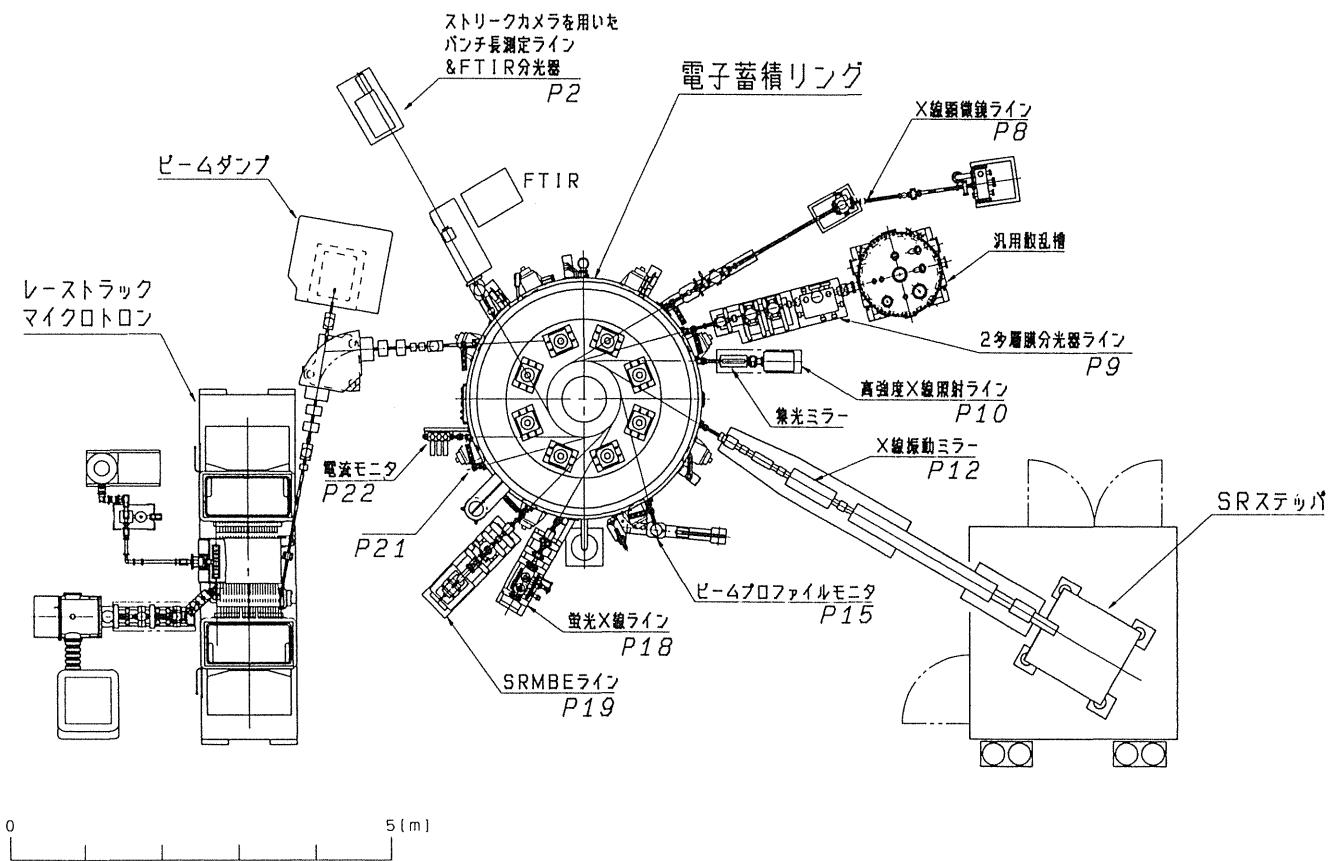 ストリークカメラを用いた
バンチ長測定ライン
&FTIR分光器
P2
電子蓄積リング
X線顕微鏡ライン
P8
ビームダンプ
FTIR
汎用散乱槽
レーストラック
マイクロトロン
2多層膜分光器ライン
P9
高強度X線照射ライン
P10
集光ミラー
X線振動ミラー
P12
電流モニタ
P22
SRステッパ
P21
ビームプロファイルモニタ
P15
蛍光X線ライン
P18
SRMBEライン
P19
0
5[m]